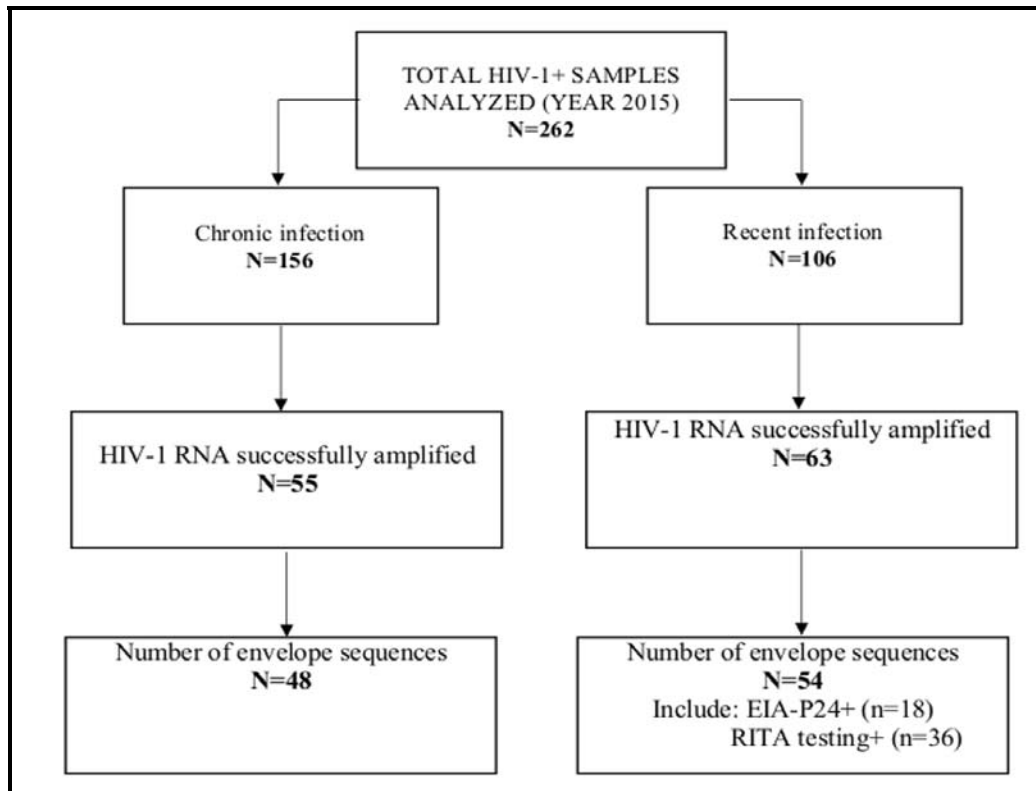 TOTAL HIV-1+ SAMPLES
ANALYZED (YEAR 2015)
N=262
Chronic infection
N=156
Recent infection
N=106
HIV-1 RNA successfully amplified
N=55
HIV-1 RNA successfully amplified
N=63
Number of envelope sequences
N=48
Number of envelope sequences
N=54
Include: EIA-P24+ (n=18)
RITA testing+ (n=36)